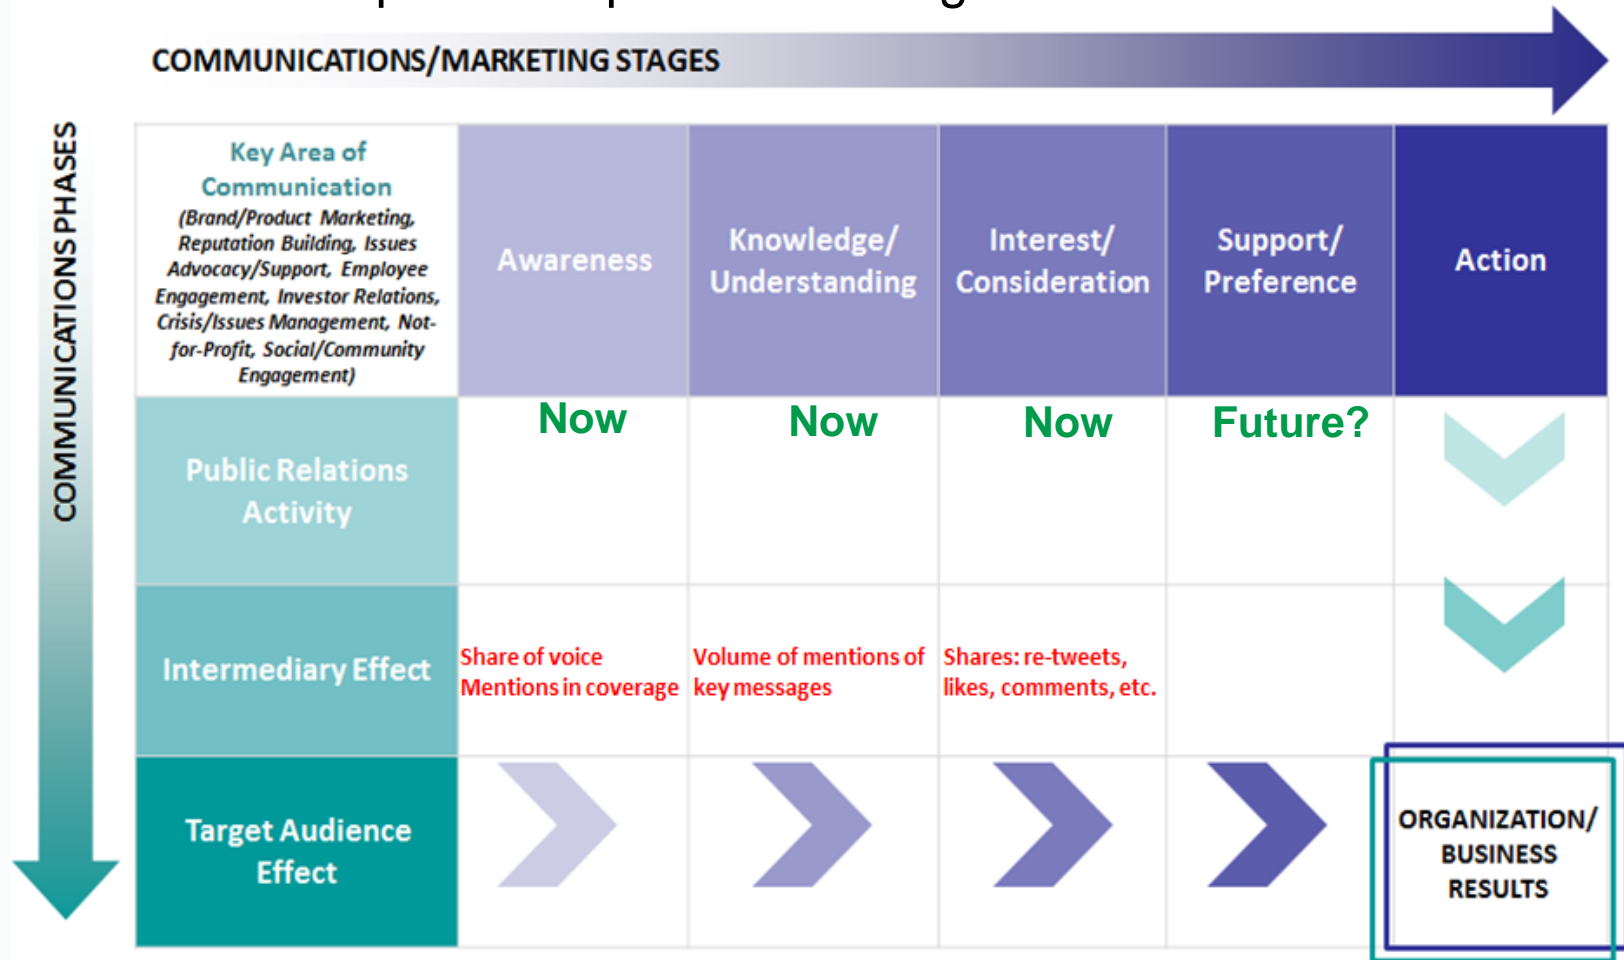 COMMUNICATIONS/MARKETING STAGES
COMMUNICATIONS PHASES
Key Area of
Communication
(Brand/Product Marketing,
Reputation Building, Issues
Advocacy/Support, Employee
Engagement, Investor Relations,
Crisis/Issues Management, Not-
for-Profit, Social/Community
Engagement)
Awareness
Knowledge/
Understanding
Interest/
Consideration
Support/
Preference
Action
Now
Now
Now
Future?
Public Relations
Activity
Intermediary Effect
Share of voice
Mentions in coverage
Volume of mentions of
key messages
Shares: re-tweets,
likes, comments, etc.
Target Audience
Effect
ORGANIZATION/
BUSINESS
RESULTS